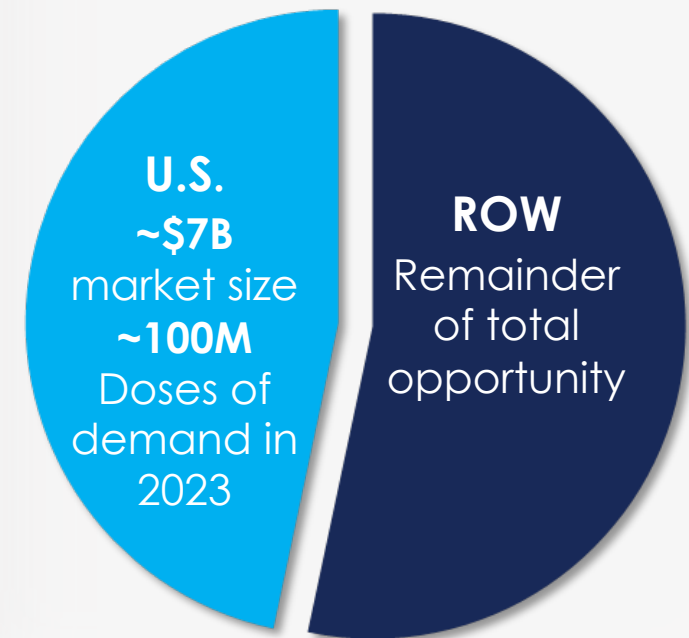 U.S.
~$7B
market size
~100M
Doses of
demand in
2023
ROW
Remainder
of total
opportunity